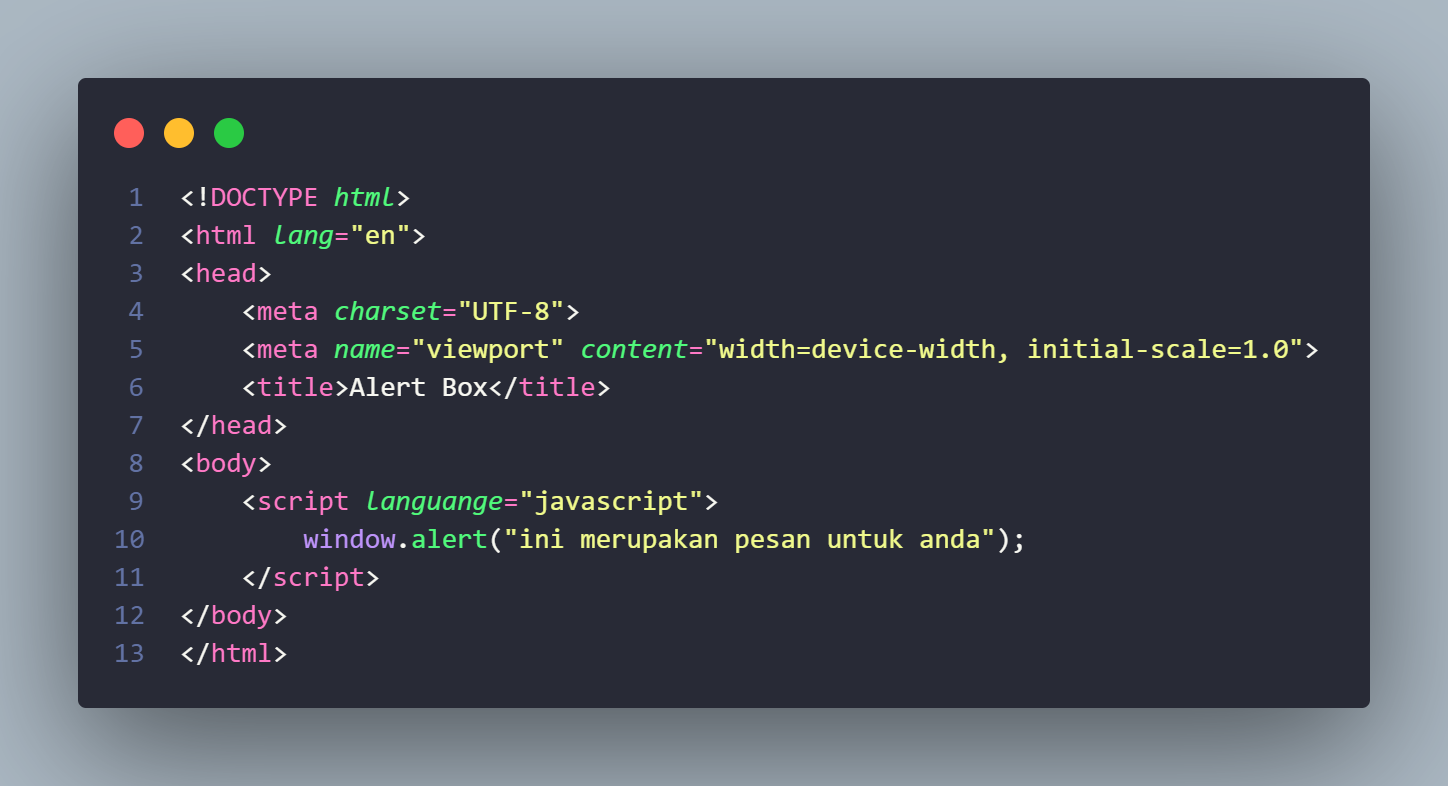 1 <!DOCTYPE html>
2 <html lang="en">
3 <head>
4     <meta charset="UTF-8">
5     <meta name="viewport" content="width=device-width, initial-scale=1.0">
6     <title>Alert Box</title>
7 </head>
8 <body>
9     <script languange="javascript">
10         window.alert("ini merupakan pesan untuk anda");
11     </script>
12 </body>
13 </html>